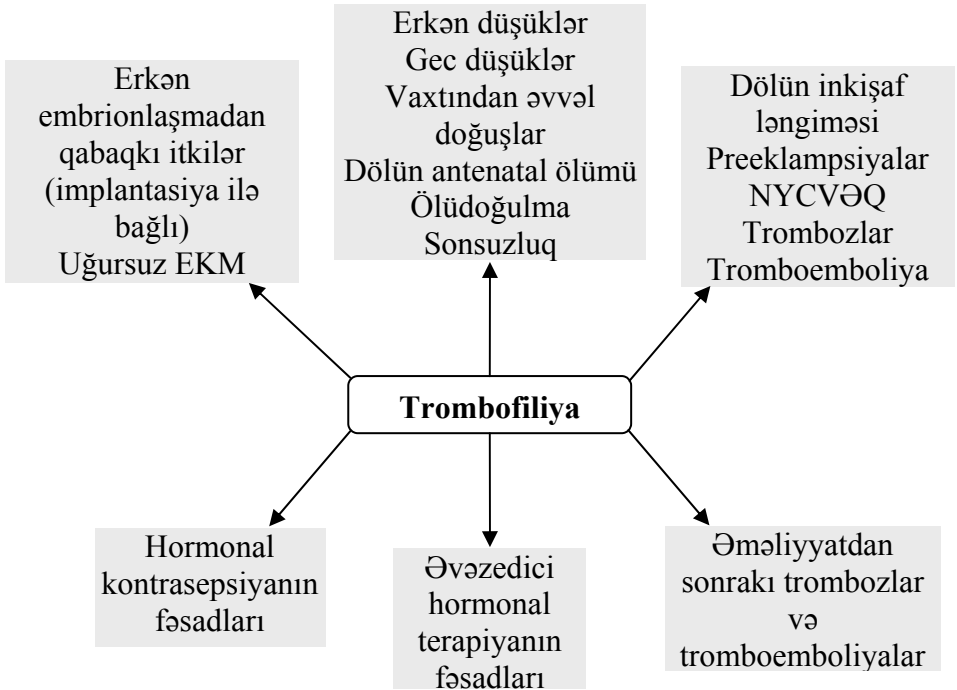 Erkən
embrionlaşmadan
qabaqkı itkilər
(implantasiya ilə
bağlı)
Uğursuz EKM
Erkən düşüklər
Gec düşüklər
Vaxtından əvvəl
doğuşlar
Dölün antenatal ölümü
Ölüdoğulma
Sonsuzluq
Dölün inkişaf
ləngiməsi
Preeklampsiyalar
NYCVƏQ
Trombozlar
Tromboemboliya
Trombofiliya
Hormonal
kontrasepsiyanın
fəsadları
Əvəzedici
hormonal
terapiyanın
fəsadları
Əməliyyatdan
sonrakı trombozlar
və
tromboemboliyalar